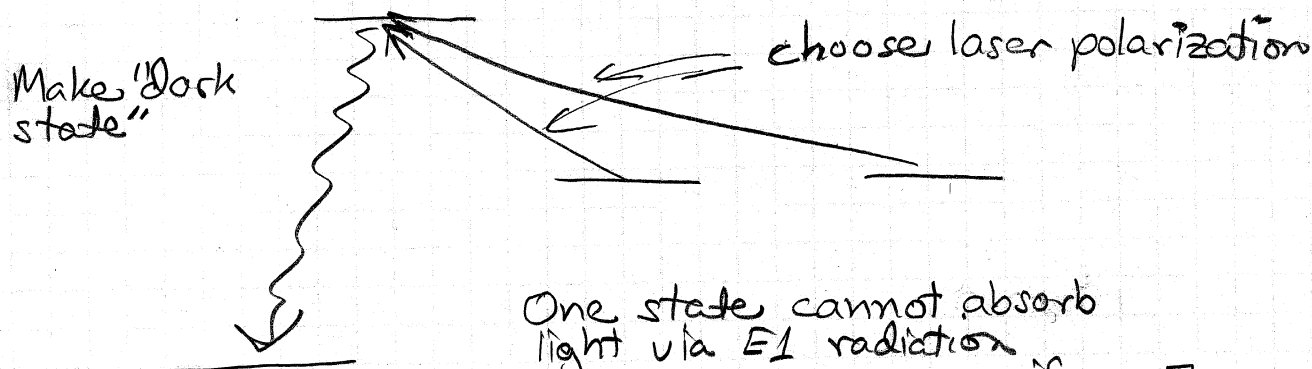 choose laser polarization
Make "Dark
state"
One state cannot absorb
light via E1 radiation